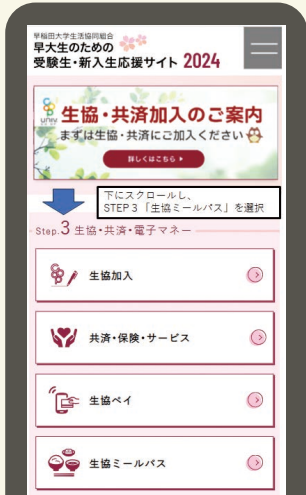 早稲田大学生活協同組合
早大生のための
受験生・新入生応援サイト 2024
UNIV
生協・共済加入のご案内
まずは生協・共済にご加入ください
詳しくはこちら
下にスクロールし、
STEP3「生協ミールパス」を選択
Step.3 生協・共済・電子マネー
生協加入
共済・保険・サービス
生協ペイ
生協ミールパス